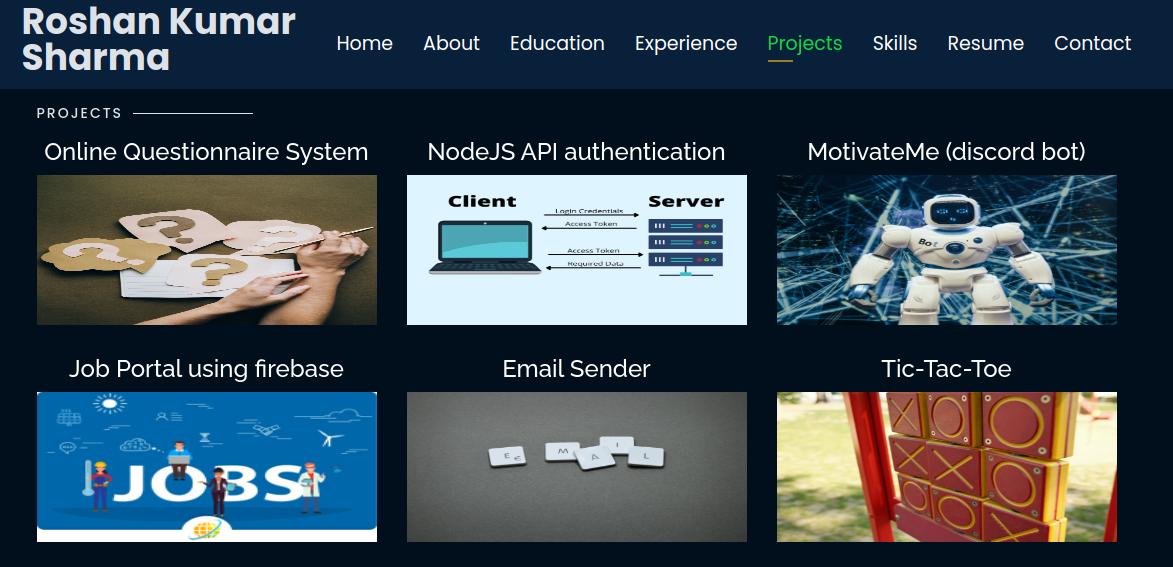 Roshan Kumar
Sharma
Home About Education Experience Projects Skills Resume Contact
PROJECTS
Online Questionnaire System NodeJS API authentication MotivateMe (discord bot)
Client Server
Login Credentials
Access Token
Access Token
Required Data
Job Portal using firebase Email Sender Tic-Tac-Toe
JOBS
E M A I L